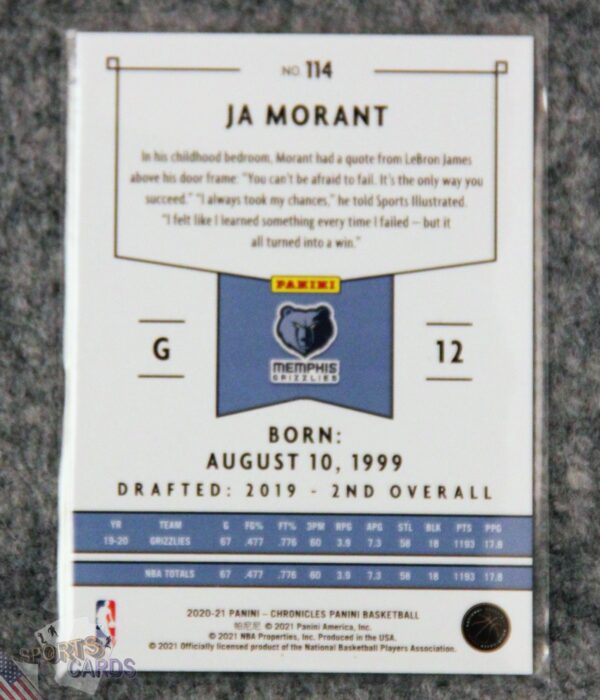 NO. 114
JA MORANT
In his childhood bedroom, Morant had a quote from LeBron James
above his door frame: "You can't be afraid to fail. It's the only way you
succeed." "I always took my chances," he told Sports Illustrated.
"I felt like I learned something every time I failed – but it
all turned into a win."
PANINI
MEMPHIS
GRIZZLIES
G
12
BORN:
AUGUST 10, 1999
DRAFTED: 2019 - 2ND OVERALL
YR TEAM G FG% FT% 3PM RPG APG STL BLK PTS PPG
19-20 GRIZZLIES 67 .477 .776 60 3.9 7.3 58 18 1193 17.8
NBA TOTALS 67 .477 .776 60 3.9 7.3 58 18 1193 17.8
2020-21 PANINI – CHRONICLES PANINI BASKETBALL
帕尼尼 © 2021 Panini America, Inc.
© 2021 NBA Properties, Inc. Produced in the USA.
© 2021 Officially licensed product of the National Basketball Players Association.
SPORTS
CARDS